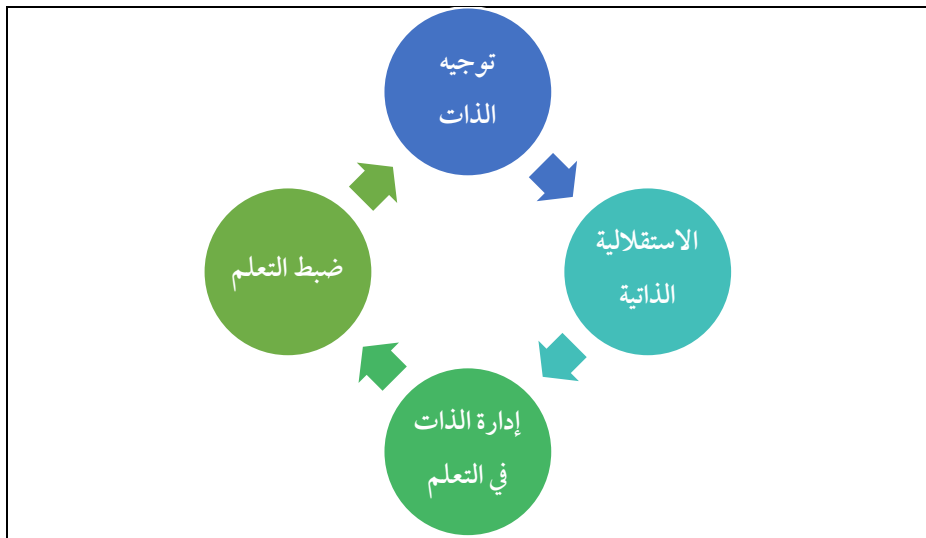 توجيه
الذات
الاستقلالية
الذاتية
إدارة الذات
في التعلم
ضبط التعلم